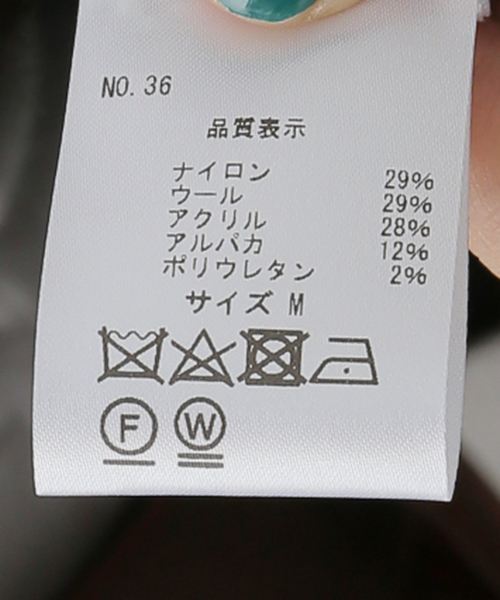 NO. 36
品質表示
ナイロン 29%
ウール 29%
アクリル 28%
アルパカ 12%
ポリウレタン 2%
サイズ M
F W